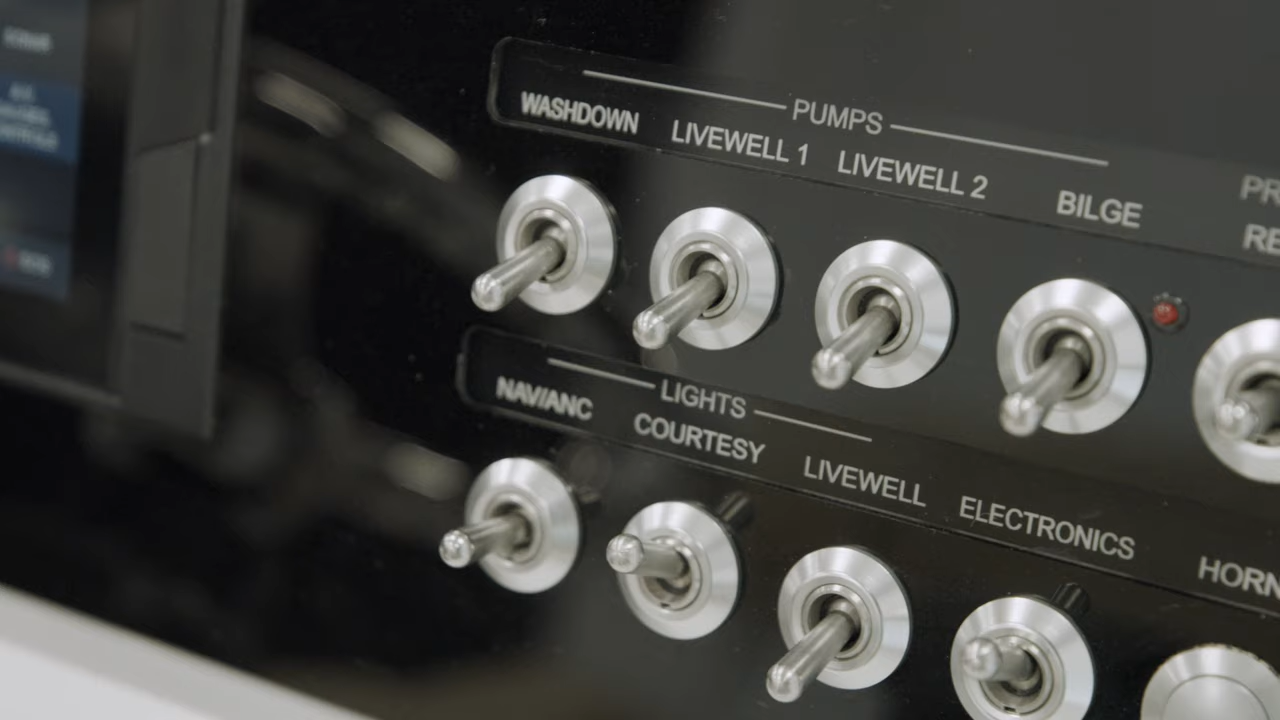 PUMPS
WASHDOWN LIVEWELL 1 LIVEWELL 2 BILGE
LIGHTS
NAV/ANC COURTESY LIVEWELL ELECTRONICS HORN